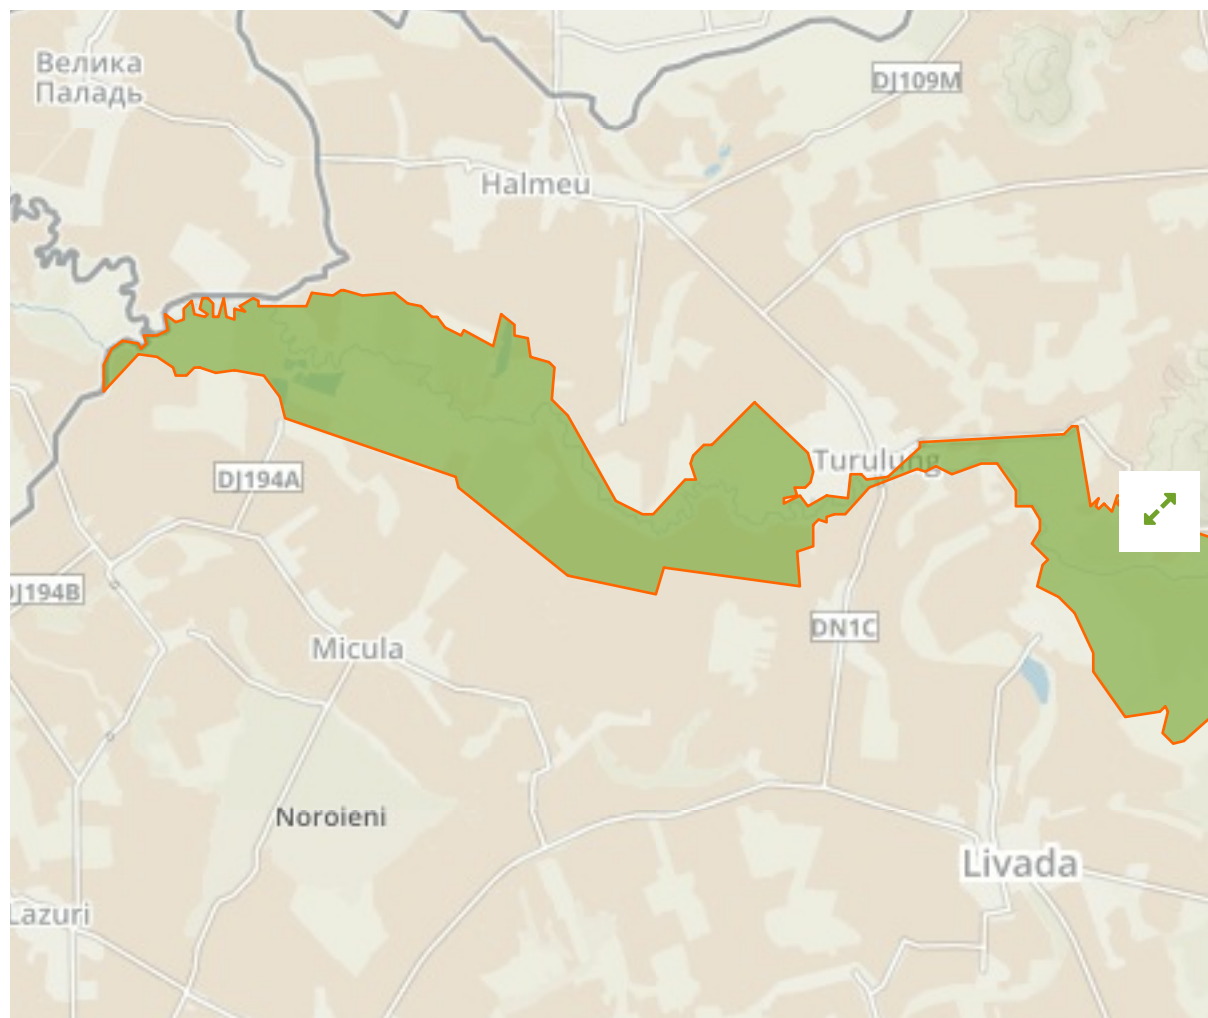 Велика
Паладь
DJ109M
Halmeu
Turulung
DJ194A
DJ194B
DN1C
Micula
Noroieni
Livada
Lazuri